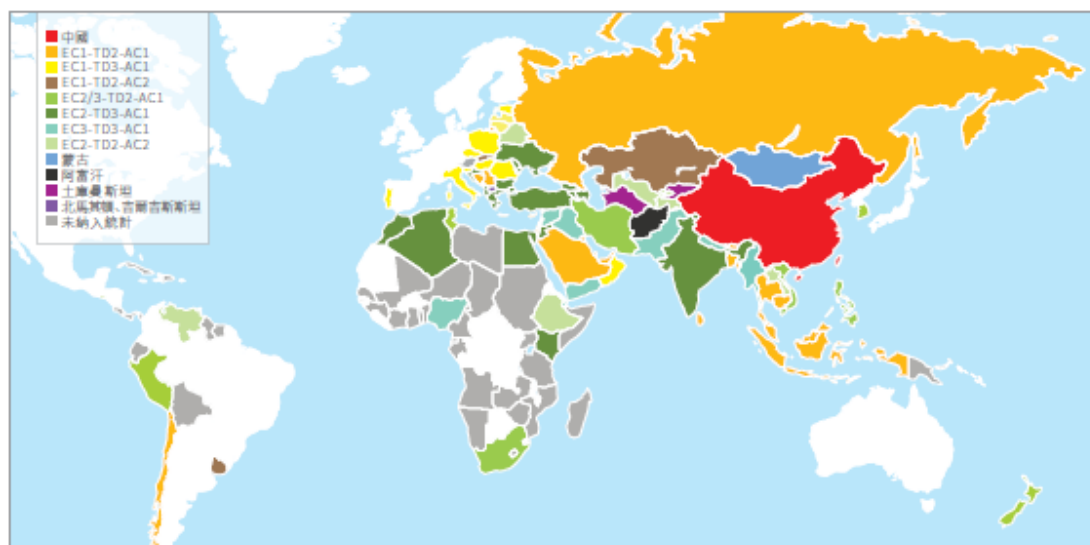 中國
EC1-TD2-AC1
EC1-TD3-AC1
EC1-TD2-AC2
EC2/3-TD2-AC1
EC2-TD3-AC1
EC3-TD3-AC1
EC2-TD2-AC2
蒙古
阿富汗
土庫曼斯坦
北馬其頓、吉爾吉斯斯坦
未納入統計